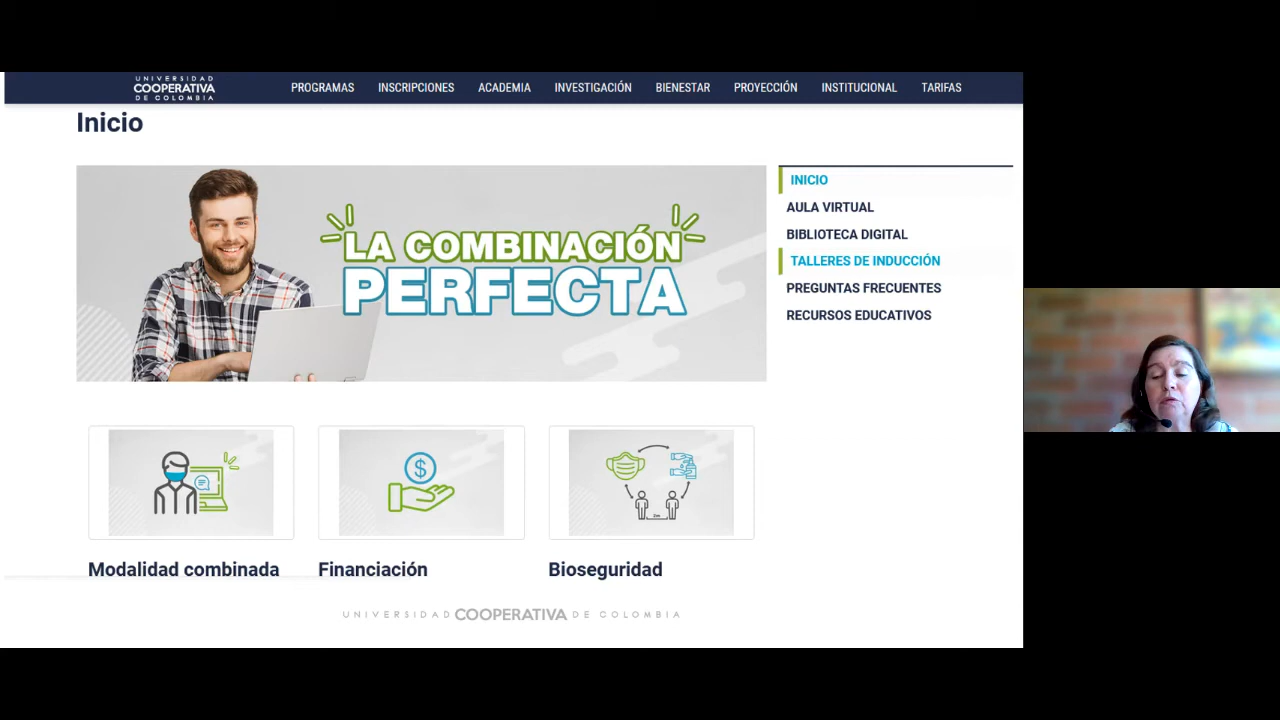 UNIVERSIDAD
COOPERATIVA
DE COLOMBIA
PROGRAMAS INSCRIPCIONES ACADEMIA INVESTIGACIÓN BIENESTAR PROYECCIÓN INSTITUCIONAL TARIFAS
Inicio
LA COMBINACIÓN
PERFECTA
INICIO
AULA VIRTUAL
BIBLIOTECA DIGITAL
TALLERES DE INDUCCIÓN
PREGUNTAS FRECUENTES
RECURSOS EDUCATIVOS
$
Modalidad combinada
Financiación
Bioseguridad
UNIVERSIDAD COOPERATIVA DE COLOMBIA